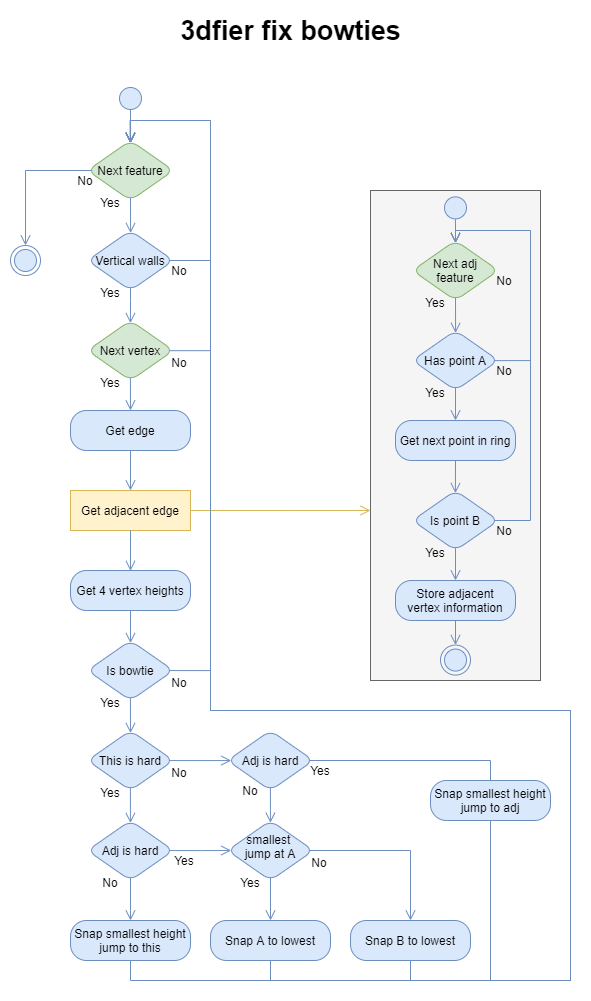 3dfier fix bowties
Next feature
No
Yes
Vertical walls
No
Yes
Next vertex
No
Yes
Get edge
Get adjacent edge
Get 4 vertex heights
Is bowtie
No
Yes
This is hard
No
Yes
Adj is hard
Yes
No
Snap smallest height
jump to adj
Adj is hard
Yes
No
smallest
jump at A
No
Yes
Snap smallest height
jump to this
Snap A to lowest
Snap B to lowest
Next adj
feature
No
Yes
Has point A
No
Yes
Get next point in ring
Is point B
No
Yes
Store adjacent
vertex information